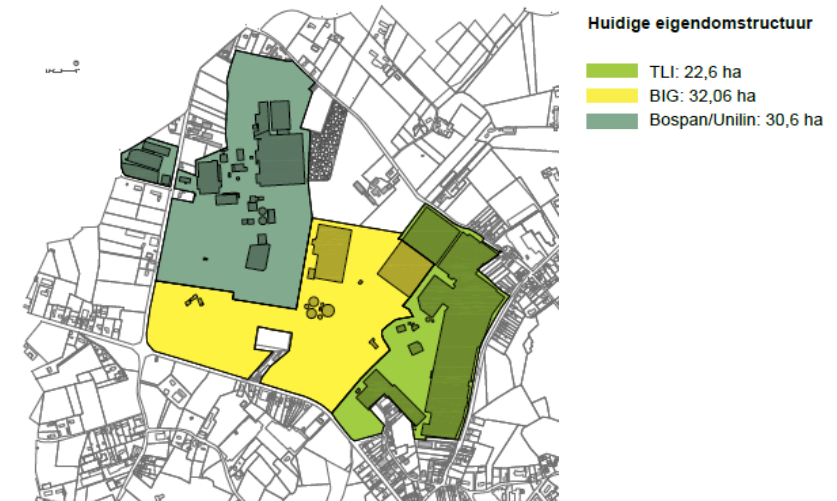 Huidige eigendomstructuur
TLI: 22,6 ha
BIG: 32,06 ha
Bospan/Unilin: 30,6 ha